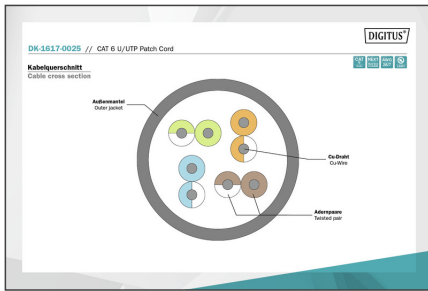 DIGITUS®
DK-1617-0025 // CAT 6 U/UTP Patch Cord
Kabelquerschnitt
Cable cross section
Außenmantel
Outer jacket
Cu-Draht
Cu-Wire
Adernpaare
Twisted pair